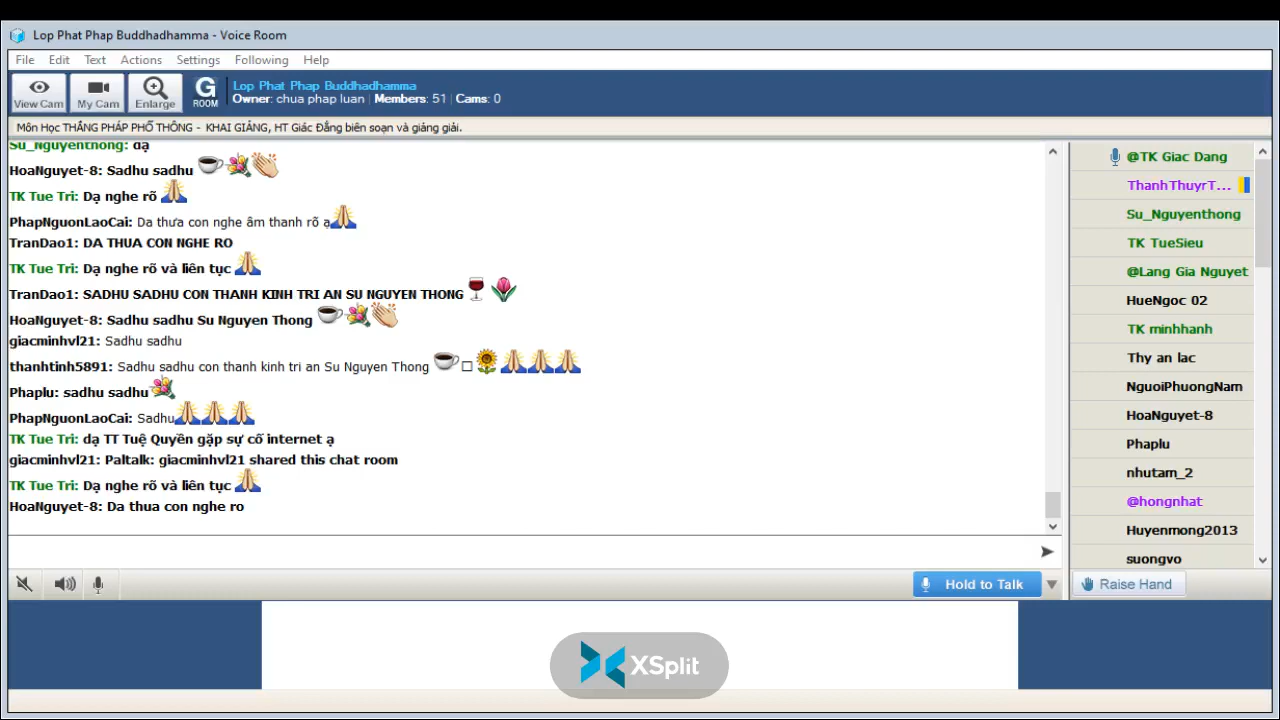 Lop Phat Phap Buddhadhamma - Voice Room
File Edit Text Actions Settings Following Help
View Cam My Cam Enlarge G ROOM
Lop Phat Phap Buddhadhamma
Owner: chua phap luan | Members: 51 | Cams: 0
Môn Học THẮNG PHÁP PHỔ THÔNG - KHAI GIẢNG, HT Giác Đẳng biên soạn và giảng giải.
Su_Nguyenthong: dạ
HoaNguyet-8: Sadhu sadhu
TK Tue Tri: Dạ nghe rõ
PhapNguonLaoCai: Da thưa con nghe âm thanh rõ ạ
TranDao1: DA THUA CON NGHE RO
TK Tue Tri: Dạ nghe rõ và liên tục
TranDao1: SADHU SADHU CON THANH KINH TRI AN SU NGUYEN THONG
HoaNguyet-8: Sadhu sadhu Su Nguyen Thong
giacminhvl21: Sadhu sadhu
thanhtinh5891: Sadhu sadhu con thanh kinh tri an Su Nguyen Thong
Phaplu: sadhu sadhu
PhapNguonLaoCai: Sadhu
TK Tue Tri: dạ TT Tuệ Quyền gặp sự cố internet ạ
giacminhvl21: Paltalk: giacminhvl21 shared this chat room
TK Tue Tri: Dạ nghe rõ và liên tục
HoaNguyet-8: Da thua con nghe ro
@TK Giac Dang
ThanhThuyrT...
Su_Nguyenthong
TK TueSieu
@Lang Gia Nguyet
HueNgoc 02
TK minhhanh
Thy an lac
NguoiPhuongNam
HoaNguyet-8
Phaplu
nhutam_2
@hongnhat
Huyenmong2013
suongvo
Hold to Talk
Raise Hand
XSplit